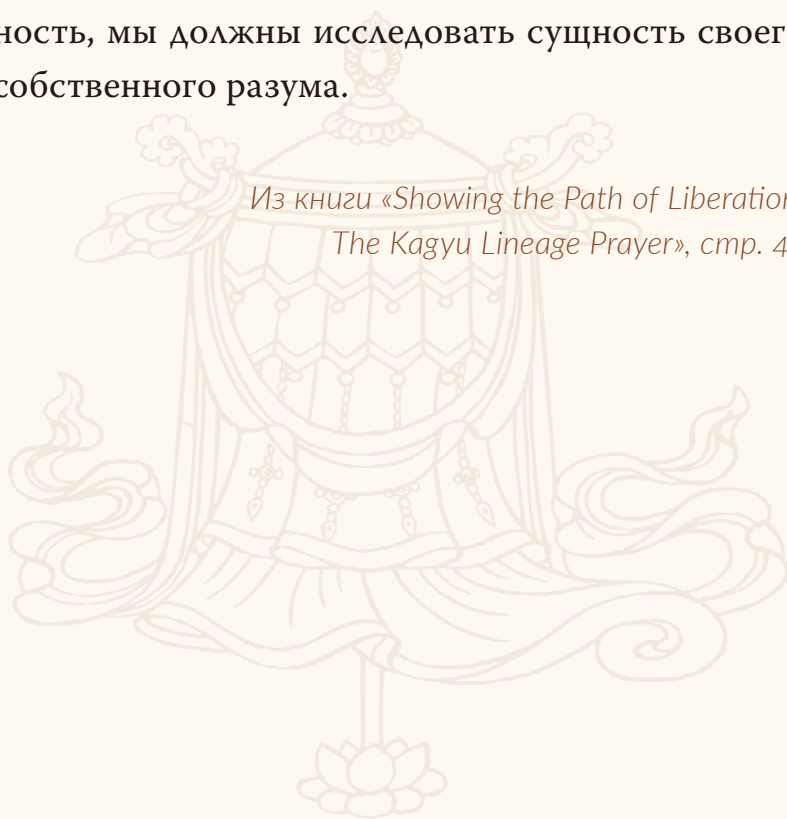 ность, мы должны исследовать сущность своег
собственного разума.
Из книги «Showing the Path of Liberation
The Kagyu Lineage Prayer», стр. 4